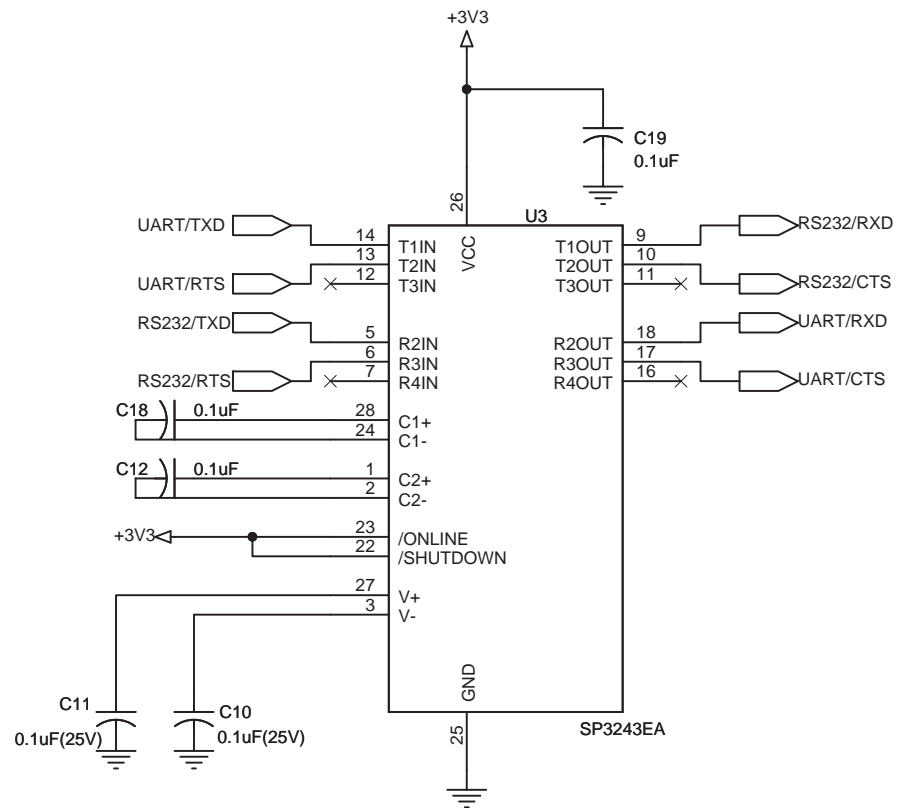 +3V3
C19
0.1uF
26
U3
VCC
UART/TXD
14
T1IN
T1OUT
9
RS232/RXD
13
T2IN
T2OUT
10
UART/RTS
12
T3IN
T3OUT
11
RS232/CTS
RS232/TXD
5
R2IN
R2OUT
18
UART/RXD
6
R3IN
R3OUT
17
RS232/RTS
7
R4IN
R4OUT
16
UART/CTS
C18
0.1uF
28
C1+
24
C1-
C12
0.1uF
1
C2+
2
C2-
+3V3
23
/ONLINE
22
/SHUTDOWN
27
V+
3
V-
GND
25
C11
0.1uF(25V)
C10
0.1uF(25V)
SP3243EA